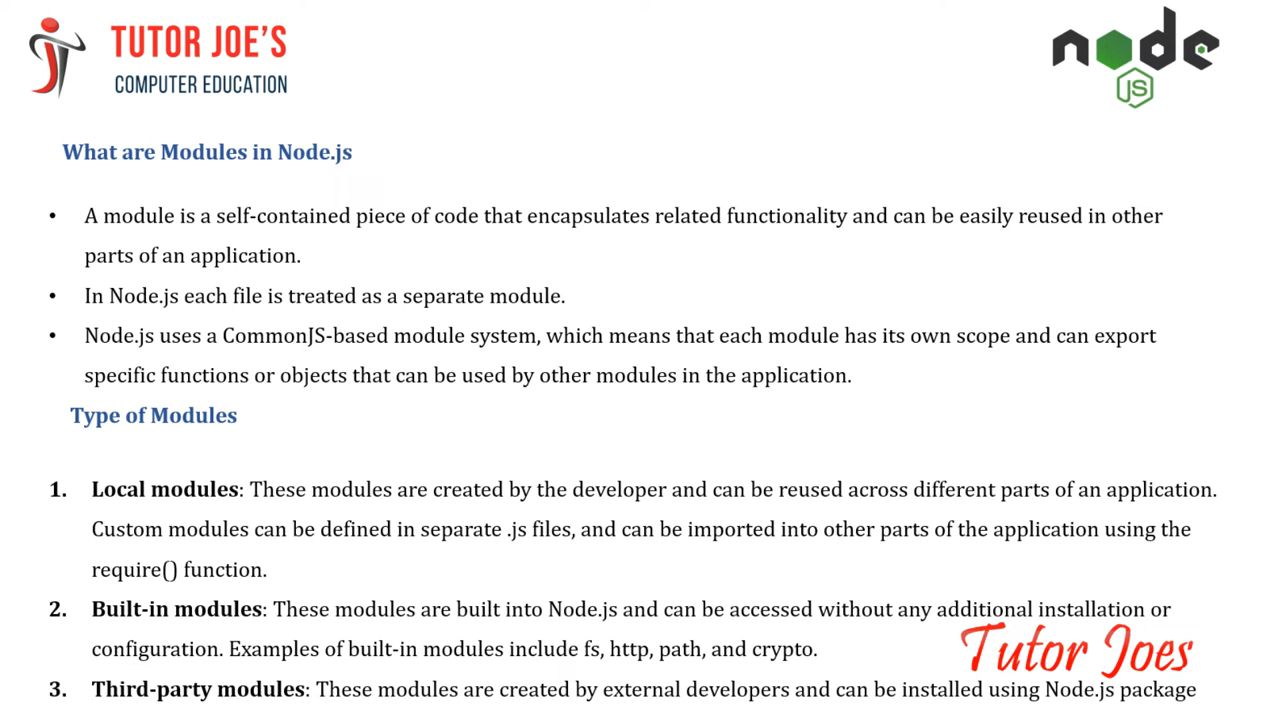 TUTOR JOE'S
COMPUTER EDUCATION
node
JS
What are Modules in Node.js
• A module is a self-contained piece of code that encapsulates related functionality and can be easily reused in other
parts of an application.
• In Node.js each file is treated as a separate module.
• Node.js uses a CommonJS-based module system, which means that each module has its own scope and can export
specific functions or objects that can be used by other modules in the application.
Type of Modules
1. Local modules: These modules are created by the developer and can be reused across different parts of an application.
Custom modules can be defined in separate .js files, and can be imported into other parts of the application using the
require() function.
2. Built-in modules: These modules are built into Node.js and can be accessed without any additional installation or
configuration. Examples of built-in modules include fs, http, path, and crypto.
Tutor Joes
3. Third-party modules: These modules are created by external developers and can be installed using Node.js package